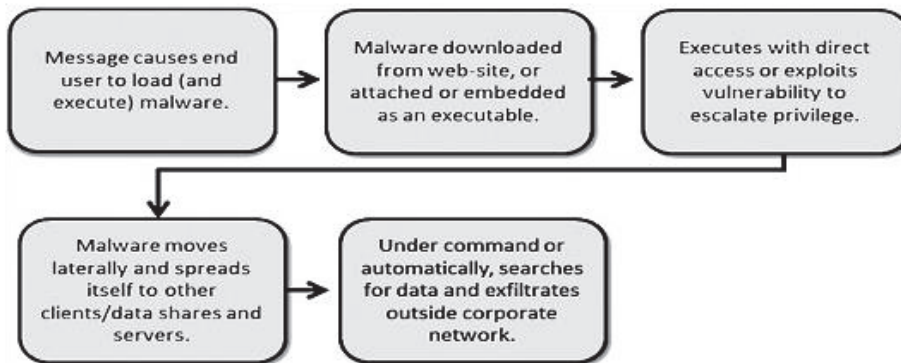 Message causes end
user to load (and
execute) malware.
Malware downloaded
from web-site, or
attached or embedded
as an executable.
Executes with direct
access or exploits
vulnerability to
escalate privilege.
Malware moves
laterally and spreads
itself to other
clients/data shares and
servers.
Under command or
automatically, searches
for data and exfiltrates
outside corporate
network.